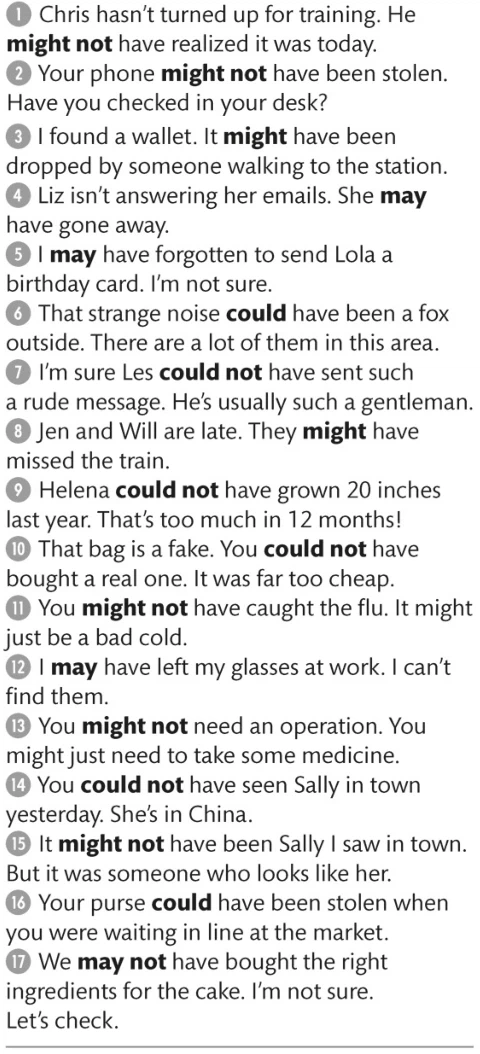 1 Chris hasn't turned up for training. He
might not have realized it was today.
2 Your phone might not have been stolen.
Have you checked in your desk?
3 I found a wallet. It might have been
dropped by someone walking to the station.
4 Liz isn't answering her emails. She may
have gone away.
5 I may have forgotten to send Lola a
birthday card. I'm not sure.
6 That strange noise could have been a fox
outside. There are a lot of them in this area.
7 I'm sure Les could not have sent such
a rude message. He's usually such a gentleman.
8 Jen and Will are late. They might have
missed the train.
9 Helena could not have grown 20 inches
last year. That's too much in 12 months!
10 That bag is a fake. You could not have
bought a real one. It was far too cheap.
11 You might not have caught the flu. It might
just be a bad cold.
12 I may have left my glasses at work. I can't
find them.
13 You might not need an operation. You
might just need to take some medicine.
14 You could not have seen Sally in town
yesterday. She's in China.
15 It might not have been Sally I saw in town.
But it was someone who looks like her.
16 Your purse could have been stolen when
you were waiting in line at the market.
17 We may not have bought the right
ingredients for the cake. I'm not sure.
Let's check.